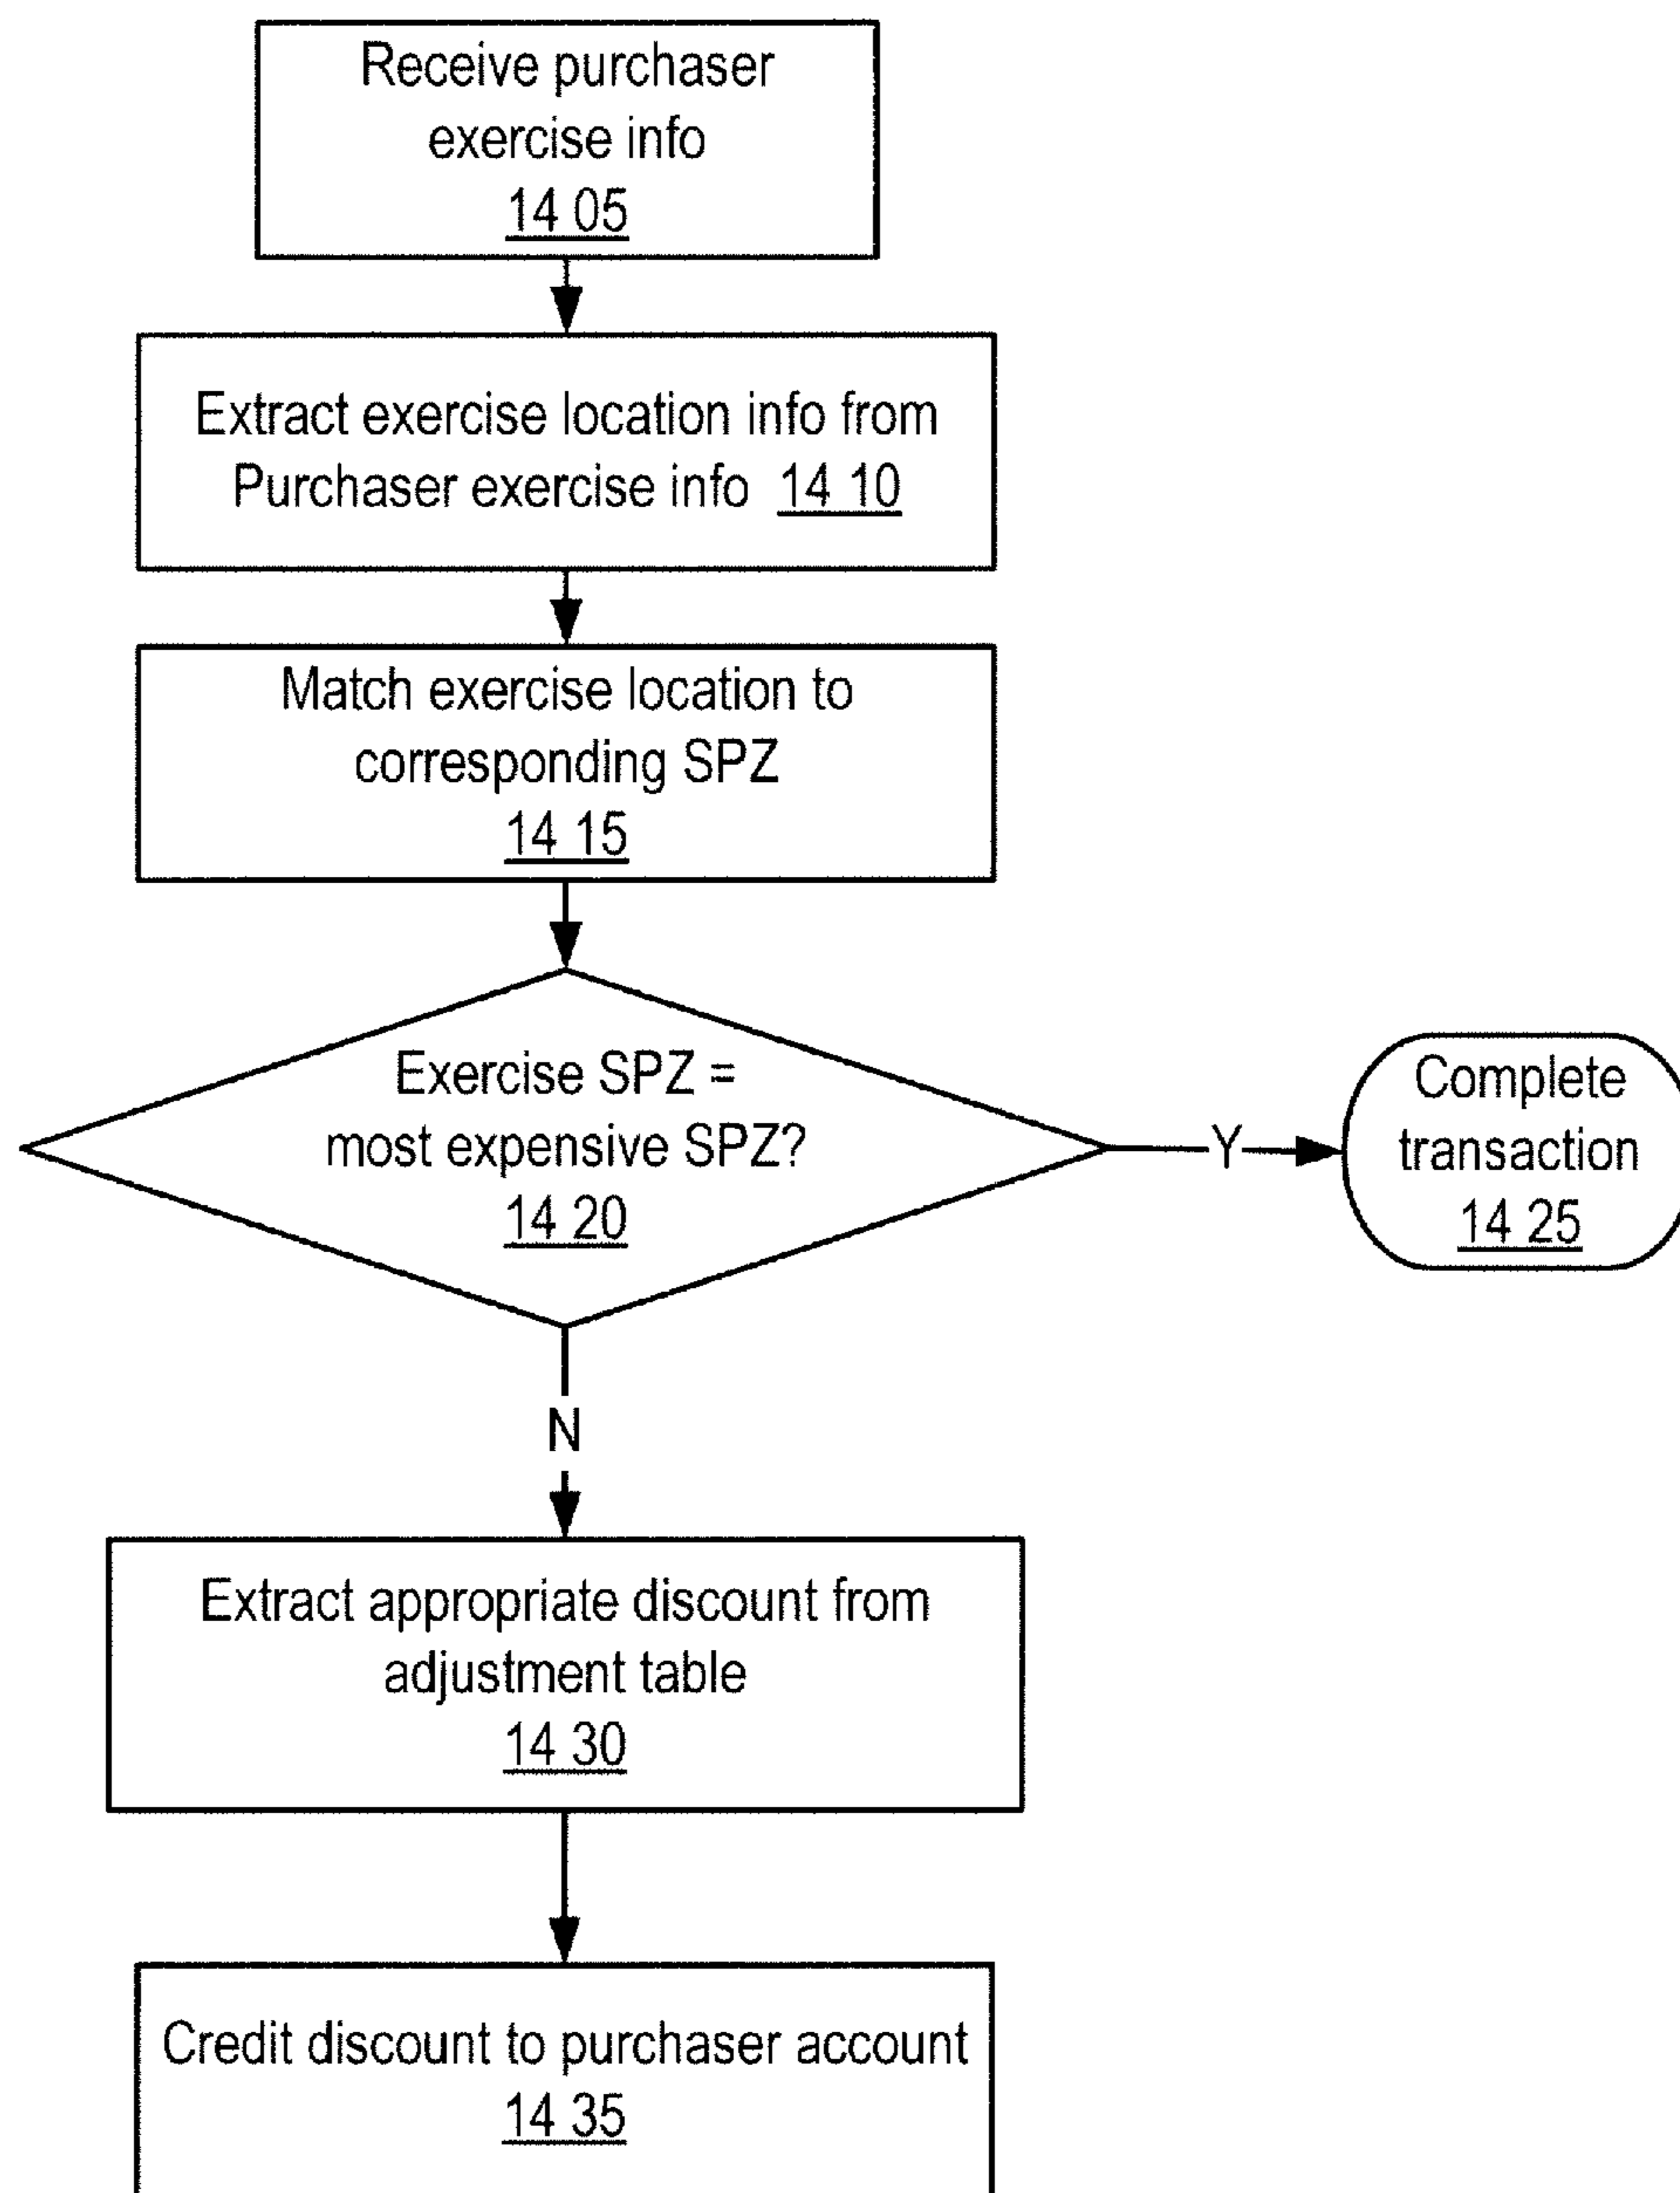 Receive purchaser
exercise info
14 05
Extract exercise location info from
Purchaser exercise info 14 10
Match exercise location to
corresponding SPZ
14 15
Exercise SPZ =
most expensive SPZ?
14 20
Y
Complete
transaction
14 25
N
Extract appropriate discount from
adjustment table
14 30
Credit discount to purchaser account
14 35